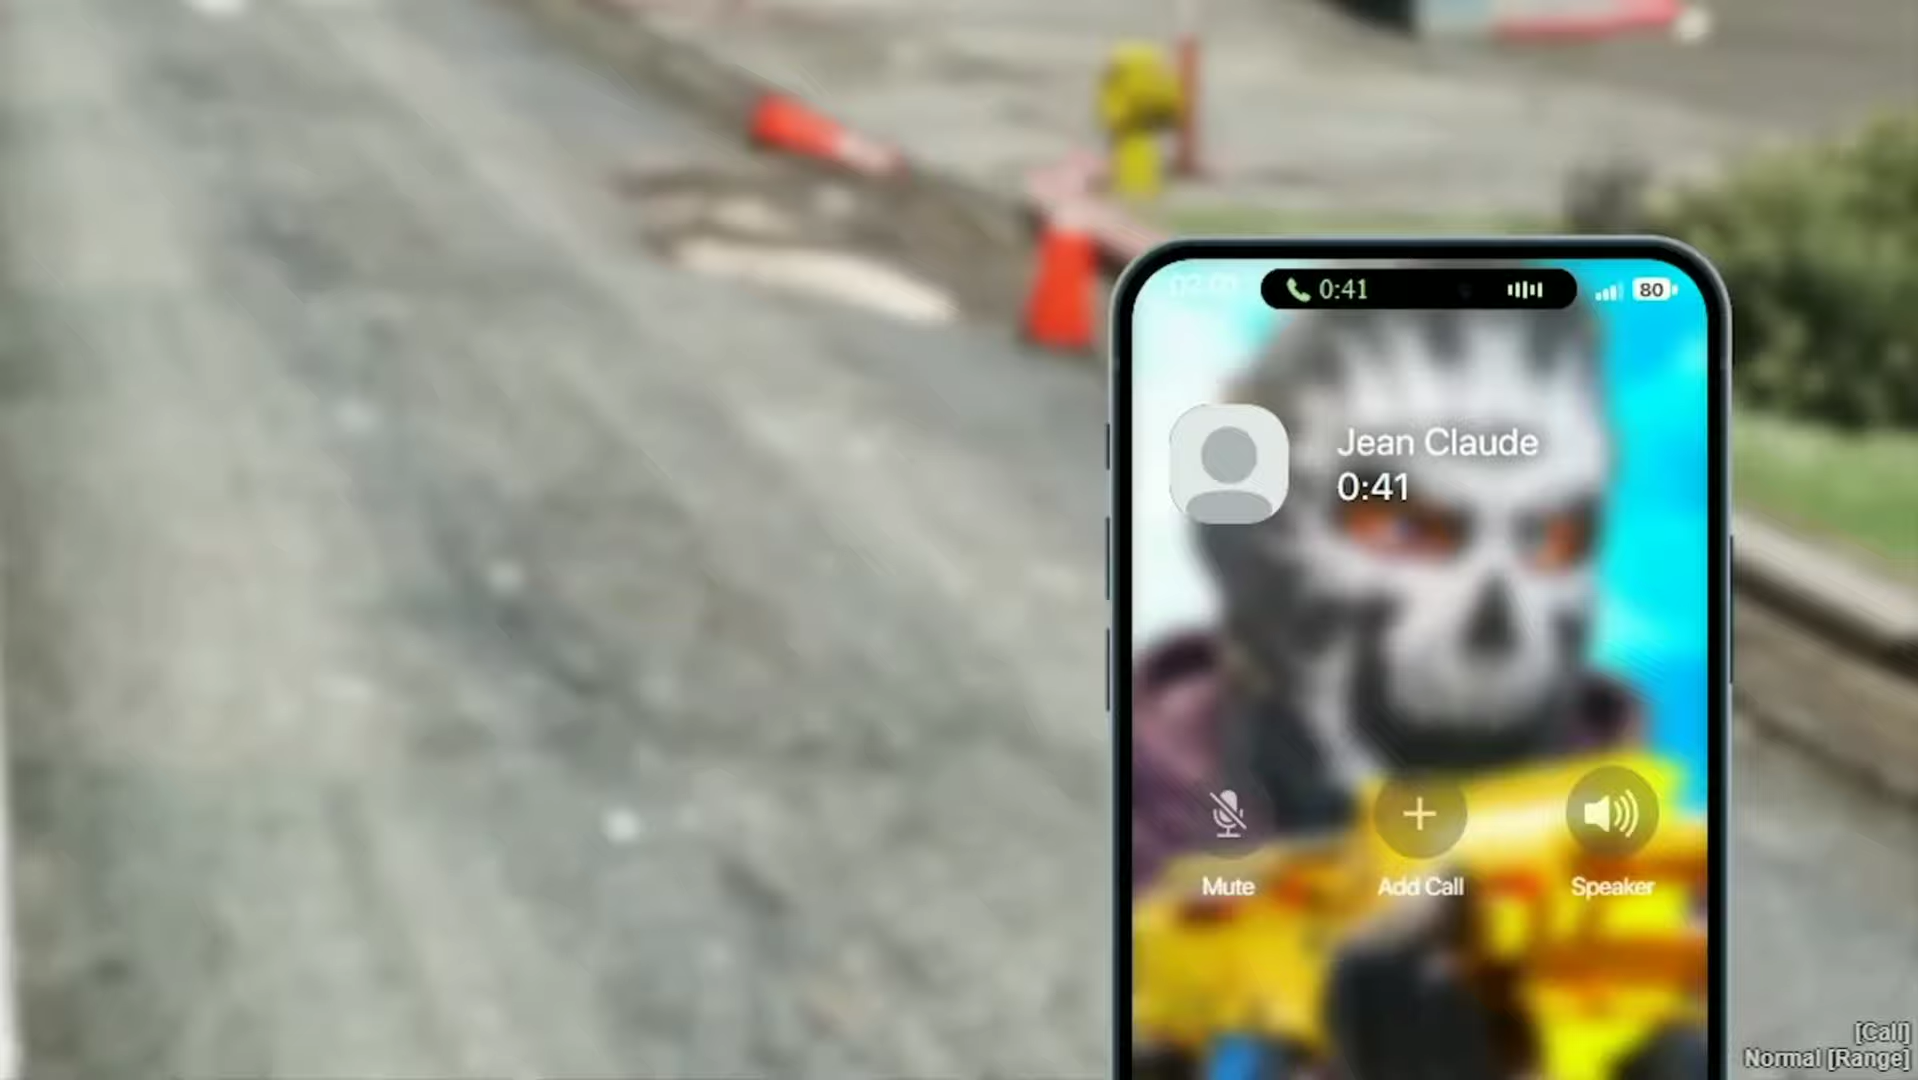 0:41
80
Jean Claude
0:41
Mute
Add Call
Speaker
[Call]
Normal [Range]